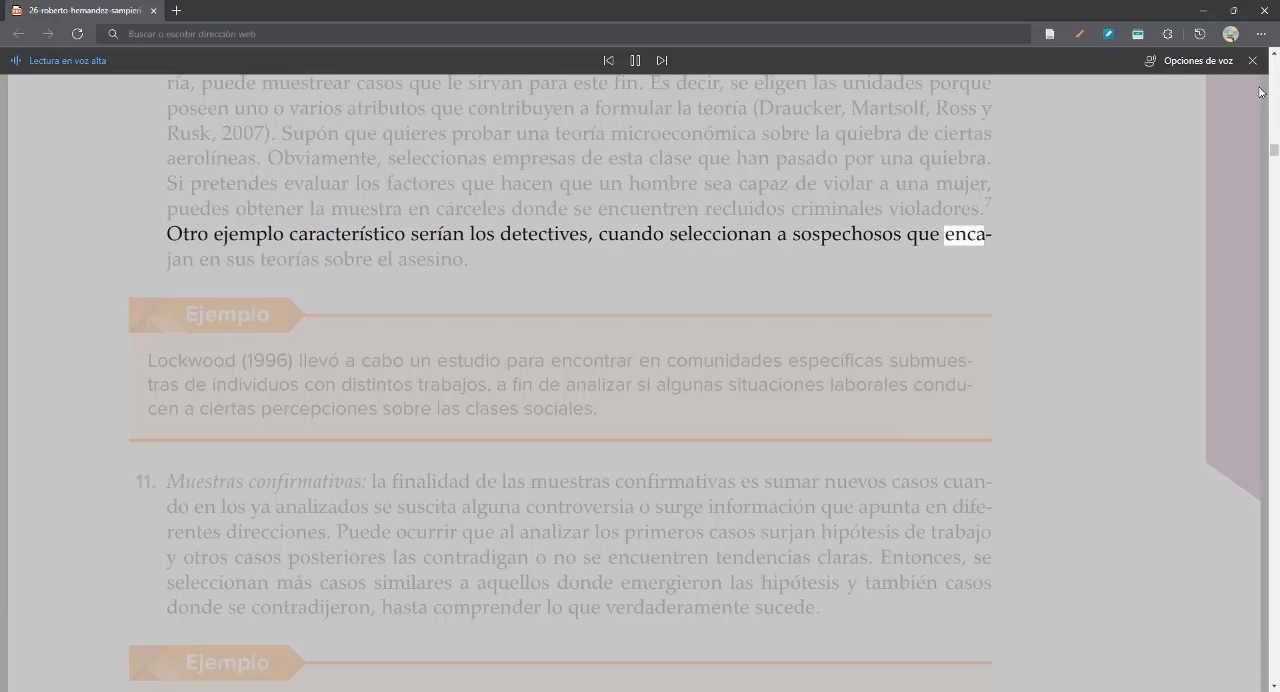 26-roberto-hernandez-sampieri
Buscar o escribir dirección web
Lectura en voz alta
Opciones de voz
ría, puede muestrear casos que le sirvan para este fin. Es decir, se eligen las unidades porque
poseen uno o varios atributos que contribuyen a formular la teoría (Draucker, Martsolf, Ross y
Rusk, 2007). Supón que quieres probar una teoría microeconómica sobre la quiebra de ciertas
aerolíneas. Obviamente, seleccionas empresas de esta clase que han pasado por una quiebra.
Si pretendes evaluar los factores que hacen que un hombre sea capaz de violar a una mujer,
puedes obtener la muestra en cárceles donde se encuentren recluidos criminales violadores.7
Otro ejemplo característico serían los detectives, cuando seleccionan a sospechosos que enca-
jan en sus teorías sobre el asesino.
Ejemplo
Lockwood (1996) llevó a cabo un estudio para encontrar en comunidades específicas submues-
tras de individuos con distintos trabajos, a fin de analizar si algunas situaciones laborales condu-
cen a ciertas percepciones sobre las clases sociales.
11. Muestras confirmativas: la finalidad de las muestras confirmativas es sumar nuevos casos cuan-
do en los ya analizados se suscita alguna controversia o surge información que apunta en dife-
rentes direcciones. Puede ocurrir que al analizar los primeros casos surjan hipótesis de trabajo
y otros casos posteriores las contradigan o no se encuentren tendencias claras. Entonces, se
seleccionan más casos similares a aquellos donde emergieron las hipótesis y también casos
donde se contradijeron, hasta comprender lo que verdaderamente sucede.
Ejemplo